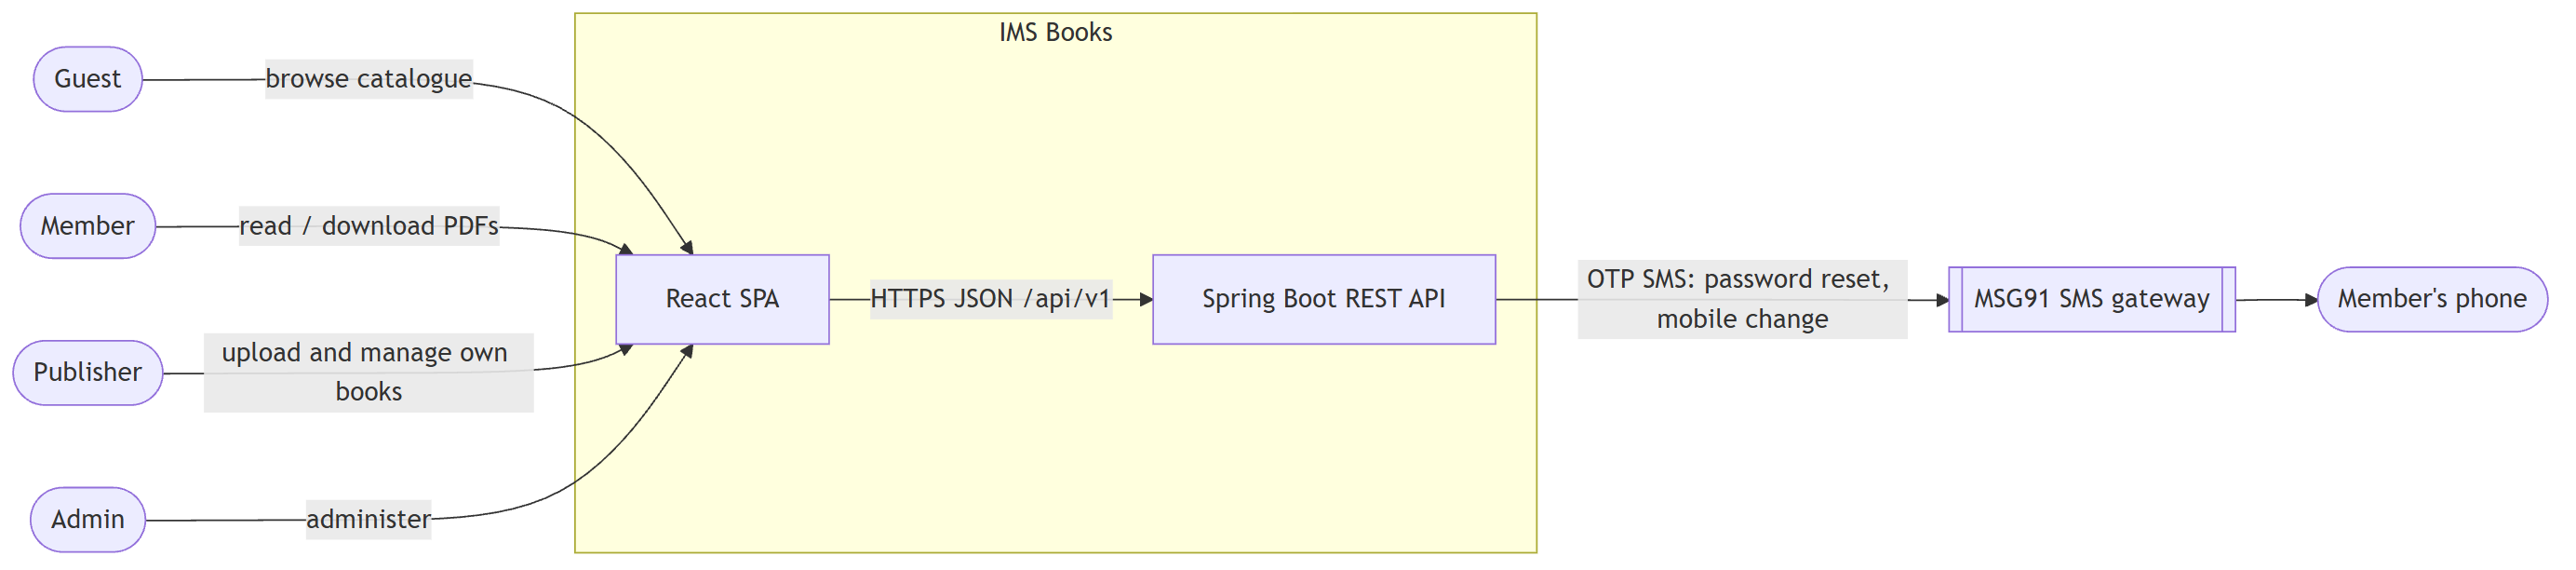 IMS Books
Guest
browse catalogue
Member
read / download PDFs
React SPA
HTTPS JSON /api/v1
Spring Boot REST API
OTP SMS: password reset,
mobile change
MSG91 SMS gateway
Member's phone
Publisher
upload and manage own
books
Admin
administer